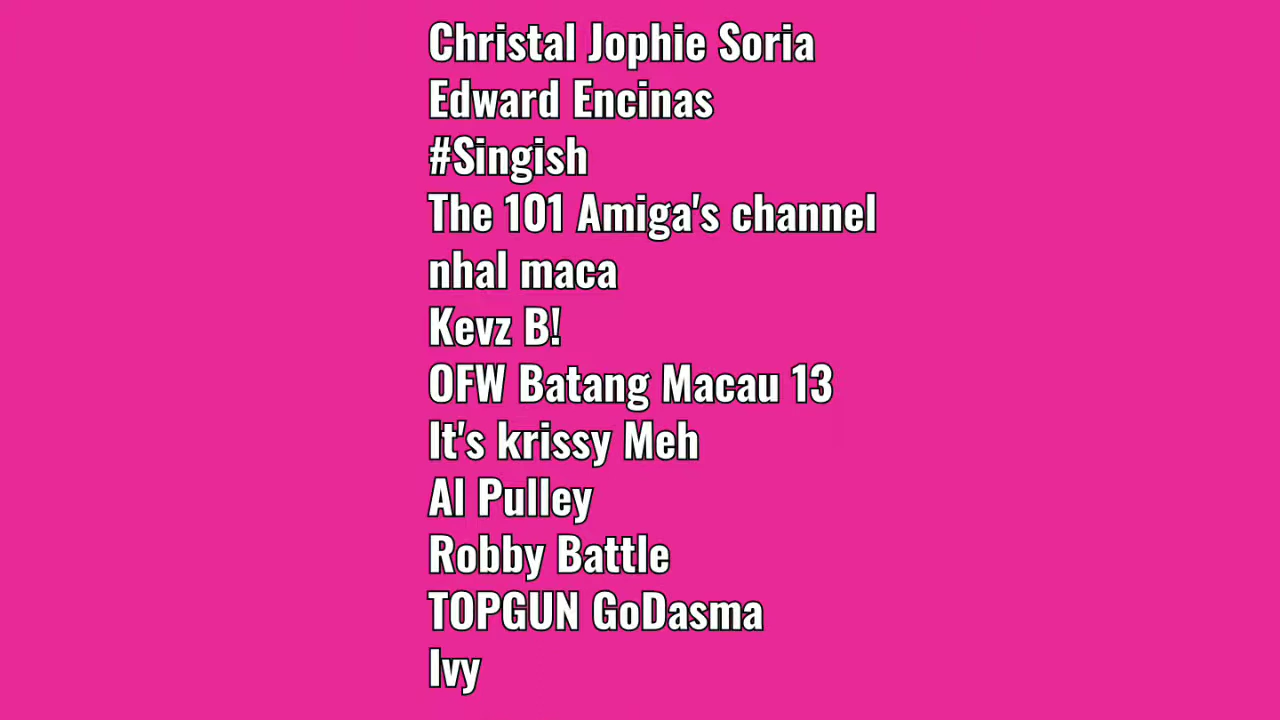 Christal Jophie Soria
Edward Encinas
#Singish
The 101 Amiga's channel
nhal maca
Kevz B!
OFW Batang Macau 13
It's krissy Meh
Al Pulley
Robby Battle
TOPGUN GoDasma
Ivy